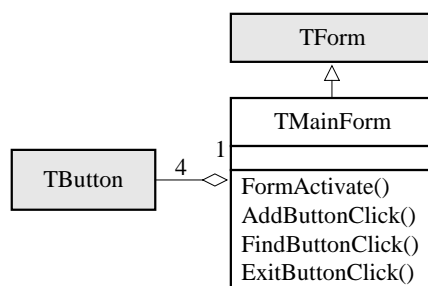 TForm
TMainForm
1
4
TButton
FormActivate()
AddButtonClick()
FindButtonClick()
ExitButtonClick()